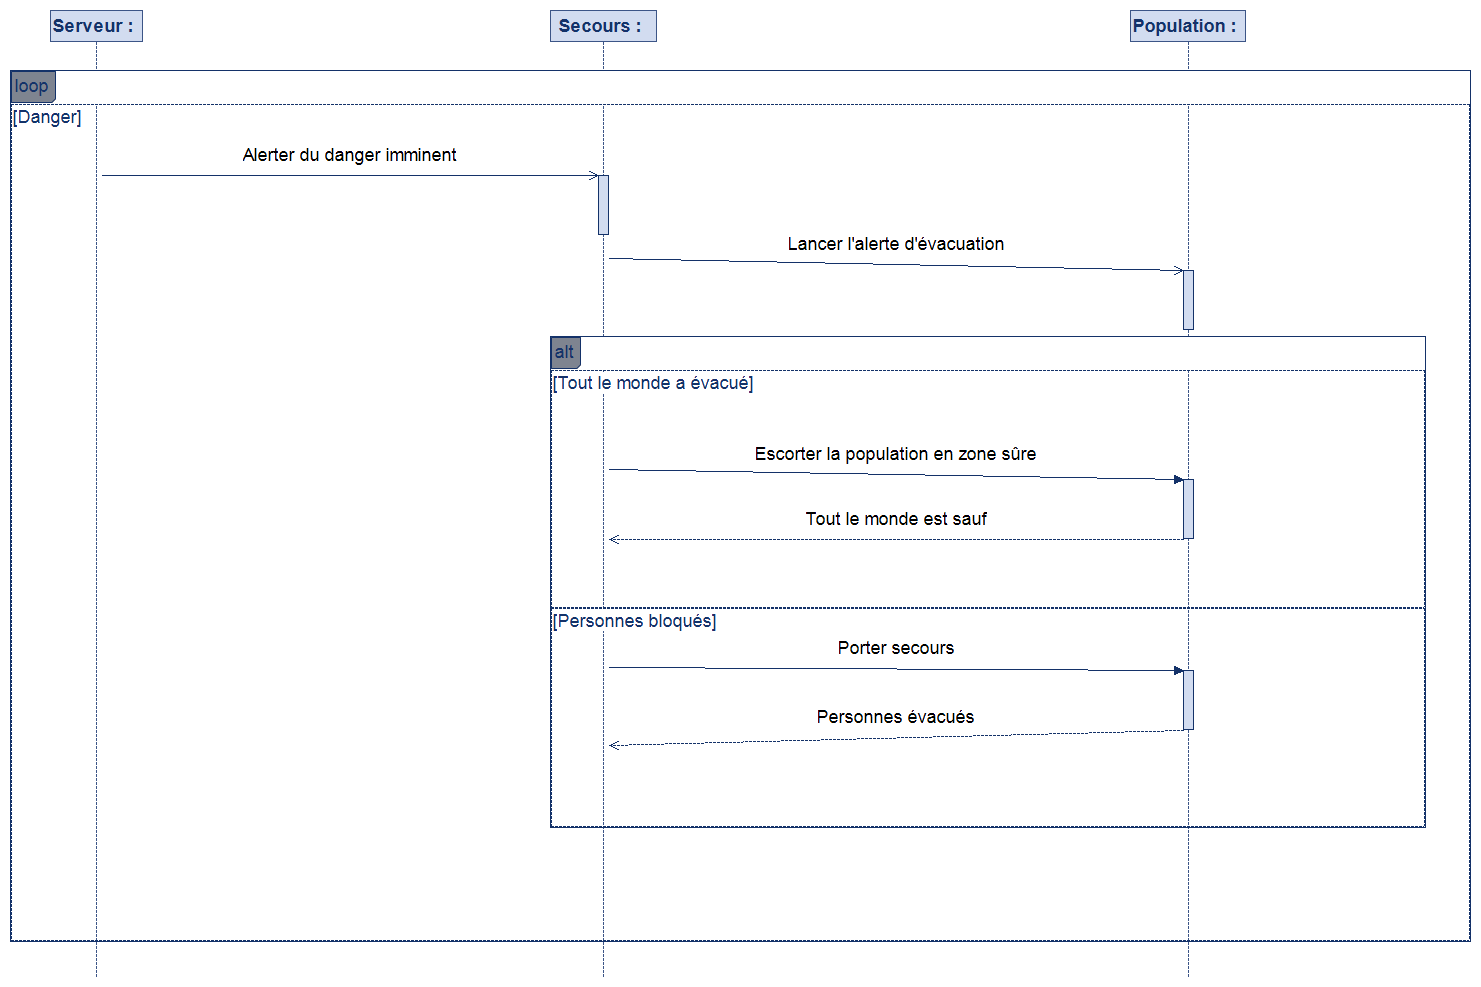 Serveur :
Secours :
Population :
loop
[Danger]
Alerter du danger imminent
Lancer l'alerte d'évacuation
alt
[Tout le monde a évacué]
Escorter la population en zone sûre
Tout le monde est sauf
[Personnes bloqués]
Porter secours
Personnes évacués